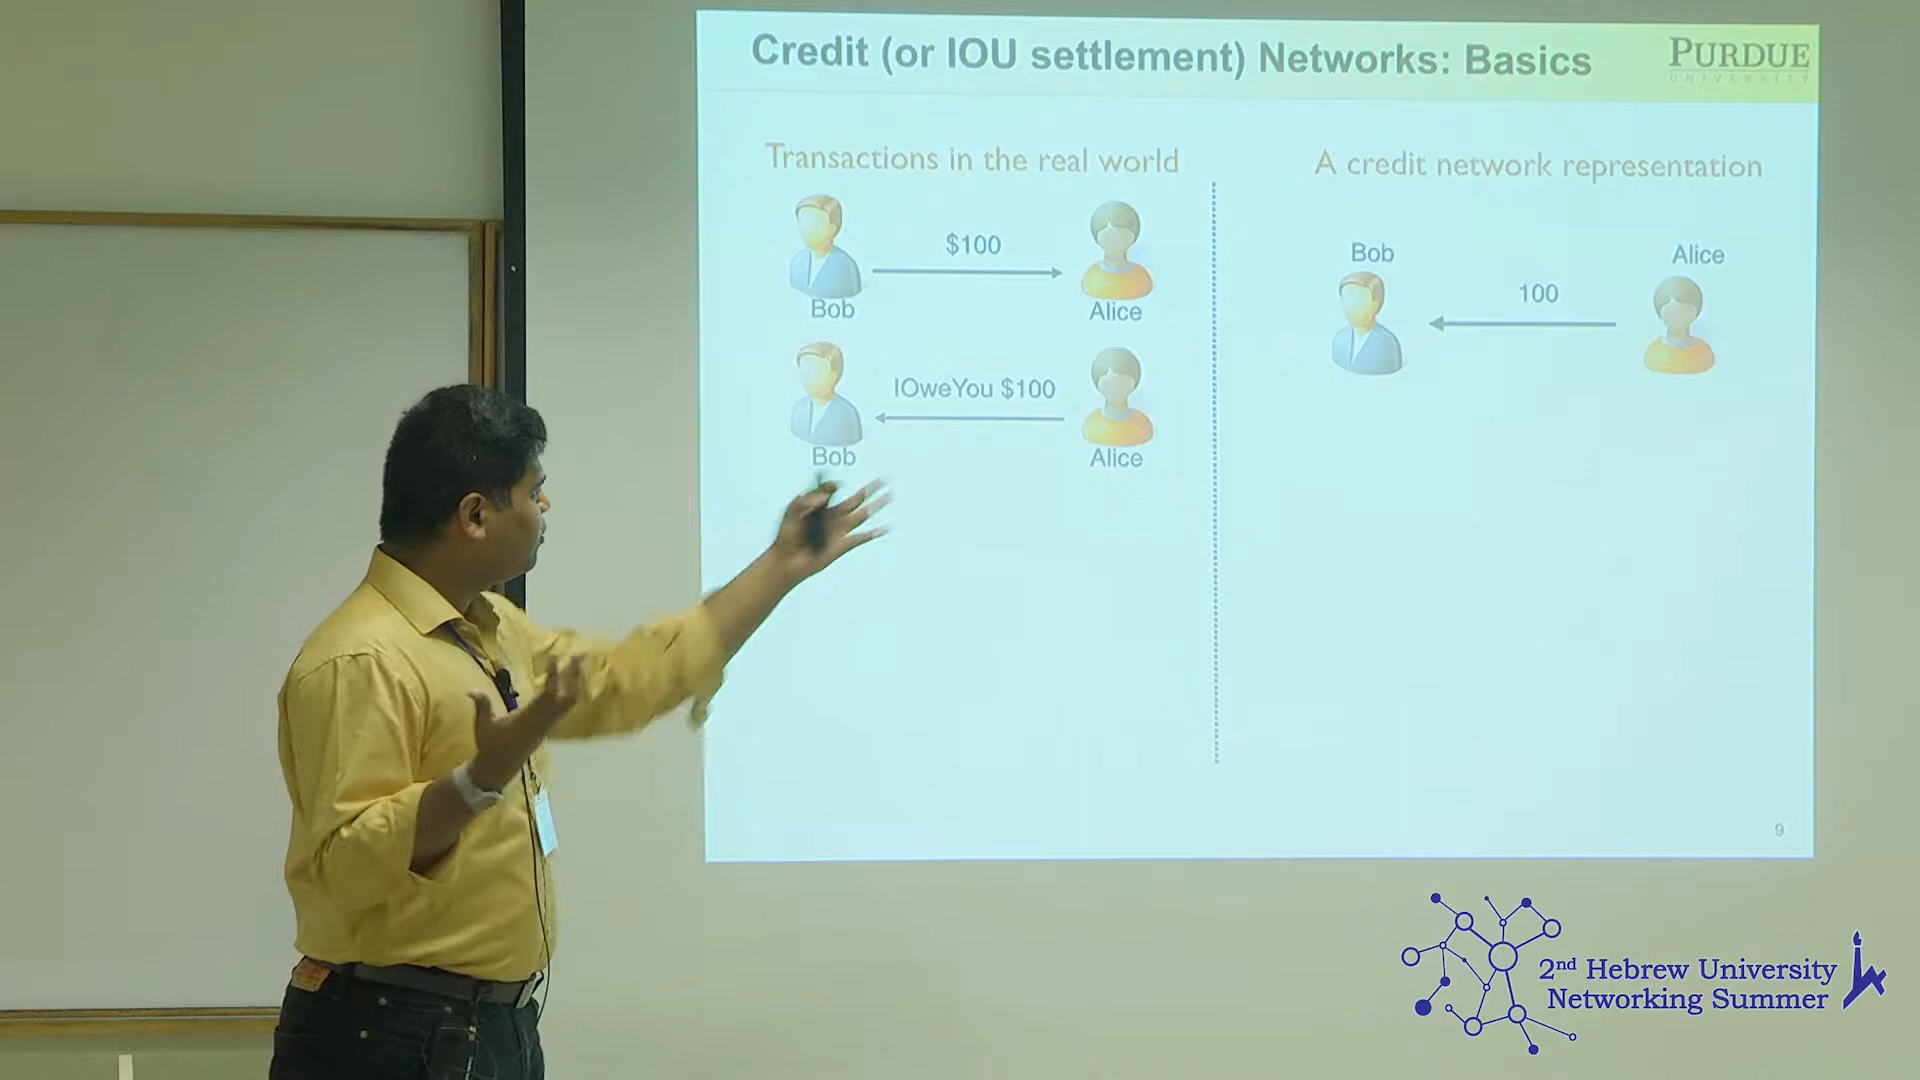 Credit (or IOU settlement) Networks: Basics
PURDUE
UNIVERSITY
Transactions in the real world
A credit network representation
$100
Bob
Alice
IOweYou $100
Bob
Alice
Bob
Alice
100
9
2nd Hebrew University
Networking Summer